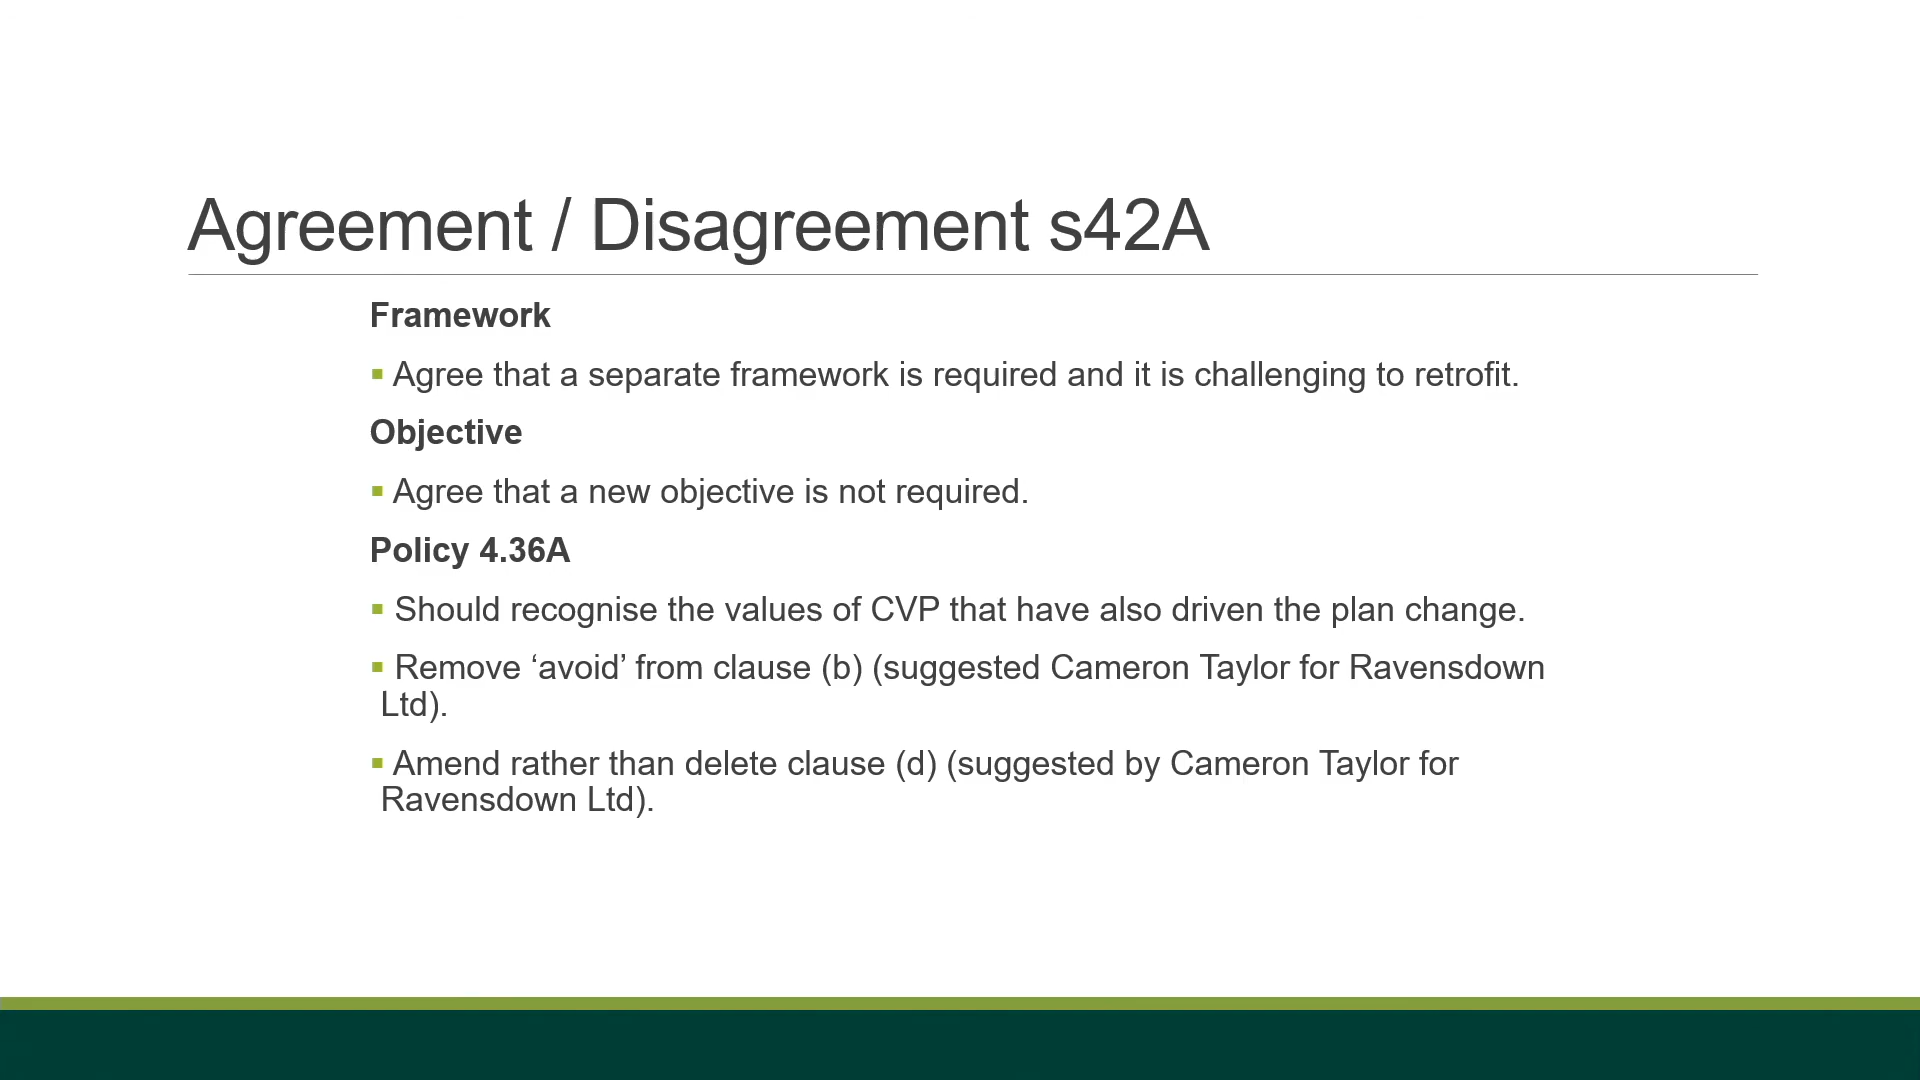 Agreement / Disagreement s42A
Framework
▪ Agree that a separate framework is required and it is challenging to retrofit.
Objective
▪ Agree that a new objective is not required.
Policy 4.36A
▪ Should recognise the values of CVP that have also driven the plan change.
▪ Remove ‘avoid’ from clause (b) (suggested Cameron Taylor for Ravensdown
Ltd).
▪ Amend rather than delete clause (d) (suggested by Cameron Taylor for
Ravensdown Ltd).